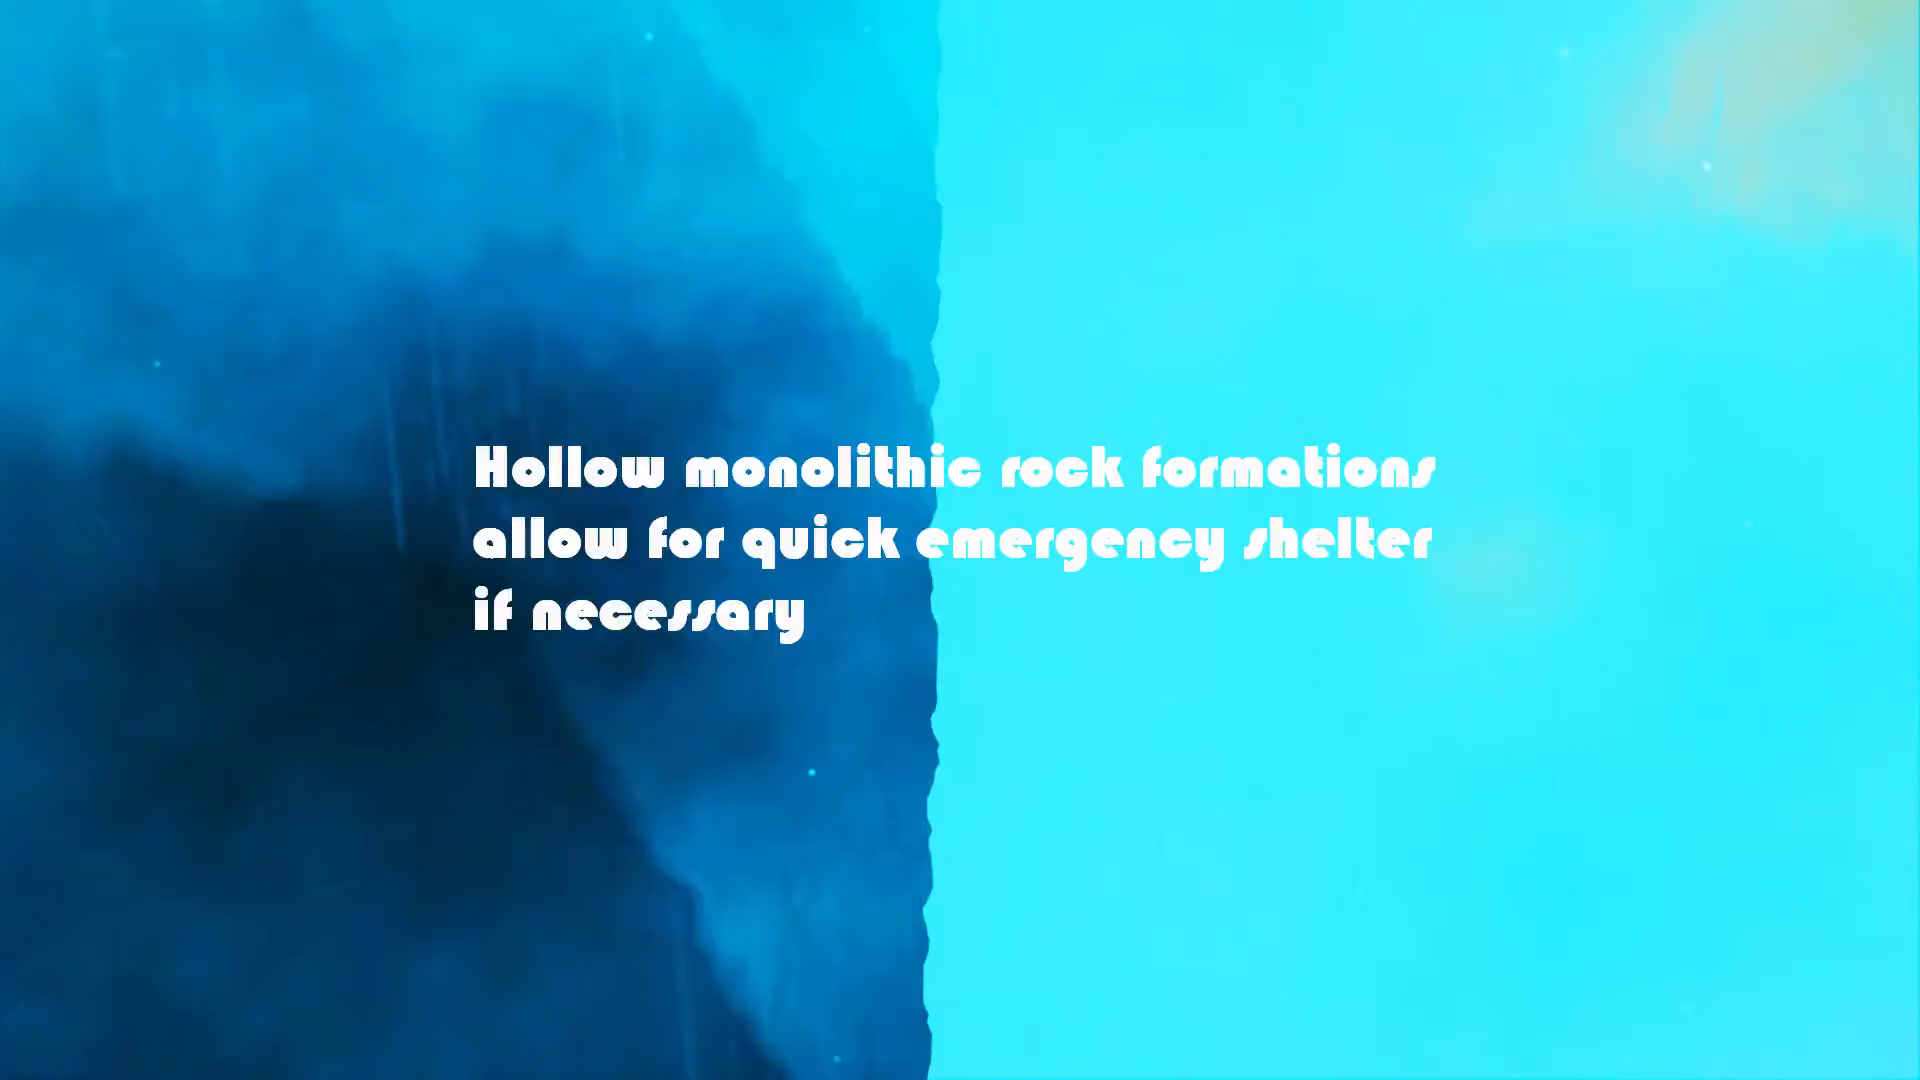 Hollow monolithic rock formations
allow for quick emergency shelter
if necessary